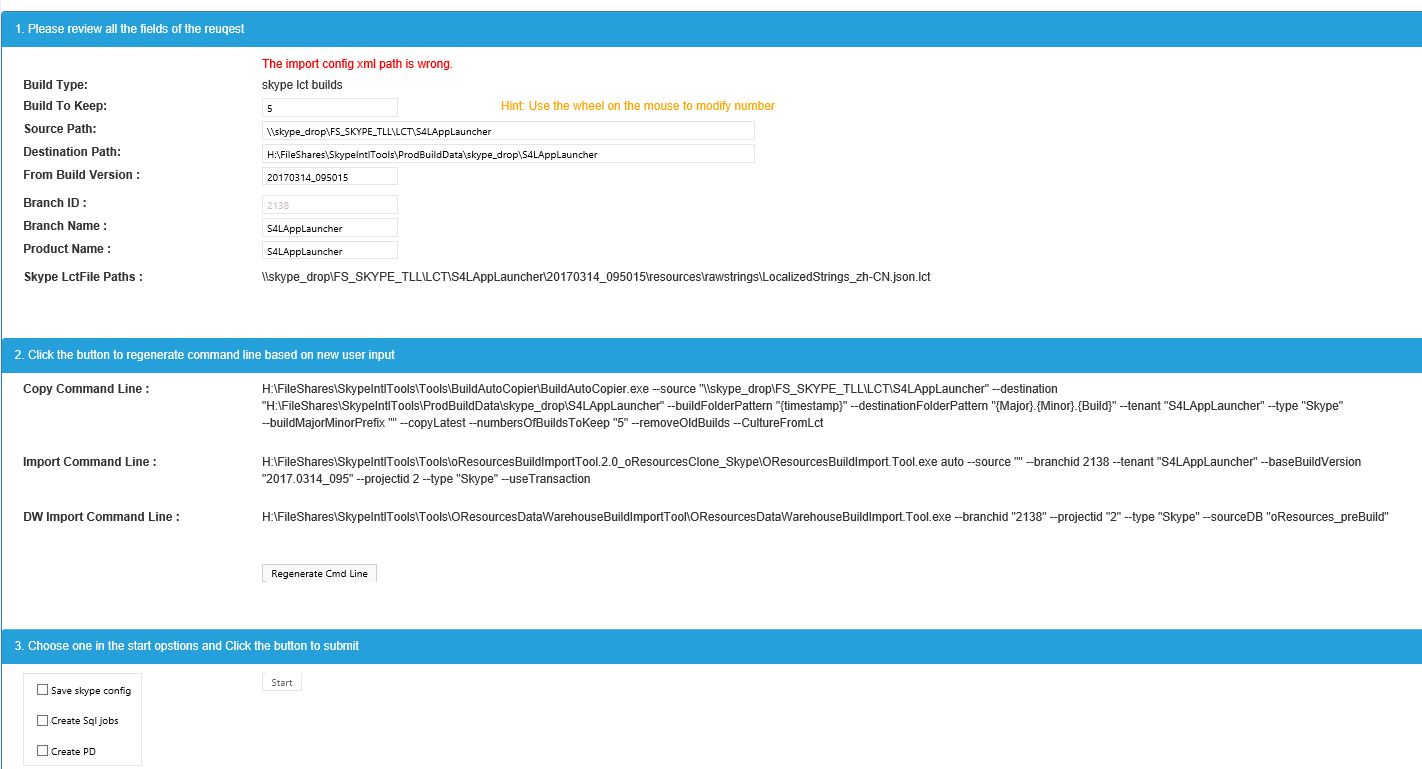 1. Please review all the fields of the reuqest
The import config xml path is wrong.
Build Type: skype lct builds
Build To Keep: 5 Hint: Use the wheel on the mouse to modify number
Source Path: \\skype_drop\FS_SKYPE_TLL\LCT\S4LAppLauncher
Destination Path: H:\FileShares\SkypeIntlTools\ProdBuildData\skype_drop\S4LAppLauncher
From Build Version : 20170314_095015
Branch ID : 2138
Branch Name : S4LAppLauncher
Product Name : S4LAppLauncher
Skype LctFile Paths : \\skype_drop\FS_SKYPE_TLL\LCT\S4LAppLauncher\20170314_095015\resources\rawstrings\LocalizedStrings_zh-CN.json.lct
2. Click the button to regenerate command line based on new user input
Copy Command Line : H:\FileShares\SkypeIntlTools\Tools\BuildAutoCopier\BuildAutoCopier.exe --source "\\skype_drop\FS_SKYPE_TLL\LCT\S4LAppLauncher" --destination
"H:\FileShares\SkypeIntlTools\ProdBuildData\skype_drop\S4LAppLauncher" --buildFolderPattern "{timestamp}" --destinationFolderPattern "{Major}.{Minor}.{Build}" --tenant "S4LAppLauncher" --type "Skype"
--buildMajorMinorPrefix "" --copyLatest --numbersOfBuildsToKeep "5" --removeOldBuilds --CultureFromLct
Import Command Line : H:\FileShares\SkypeIntlTools\Tools\oResourcesBuildImportTool.2.0_oResourcesClone_Skype\OResourcesBuildImport.Tool.exe auto --source "" --branchid 2138 --tenant "S4LAppLauncher" --baseBuildVersion
"2017.0314_095" --projectid 2 --type "Skype" --useTransaction
DW Import Command Line : H:\FileShares\SkypeIntlTools\Tools\OResourcesDataWarehouseBuildImportTool\OResourcesDataWarehouseBuildImport.Tool.exe --branchid "2138" --projectid "2" --type "Skype" --sourceDB "oResources_preBuild"
Regenerate Cmd Line
3. Choose one in the start opstions and Click the button to submit
Save skype config Start
Create Sql jobs
Create PD